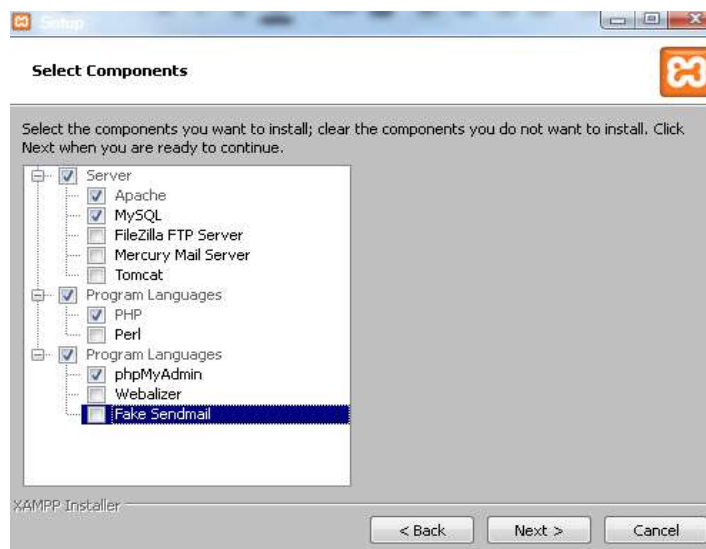 Setup
Select Components
Select the components you want to install; clear the components you do not want to install. Click
Next when you are ready to continue.
Server
Apache
MySQL
FileZilla FTP Server
Mercury Mail Server
Tomcat
Program Languages
PHP
Perl
Program Languages
phpMyAdmin
Webalizer
Fake Sendmail
XAMPP Installer
< Back Next > Cancel